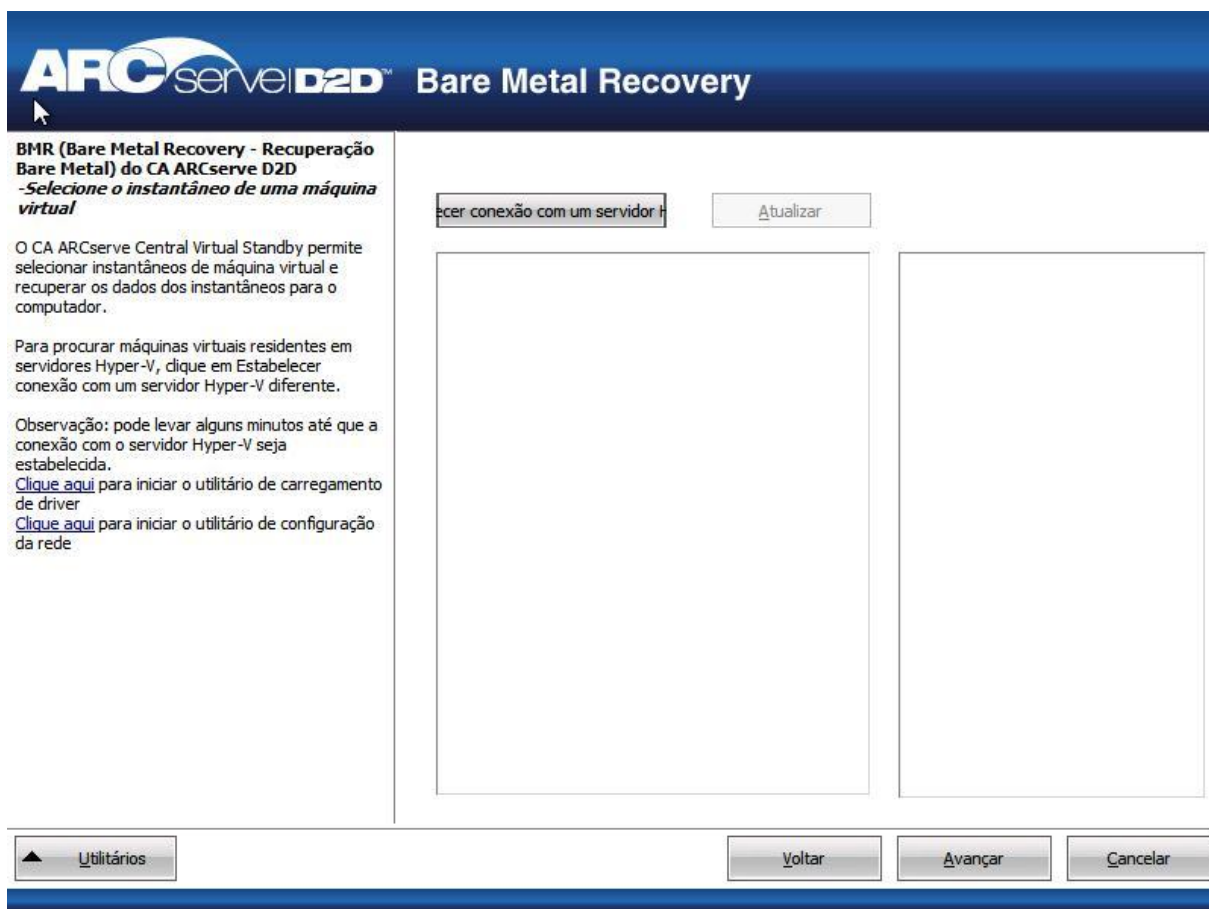 ARCserve D2D™ Bare Metal Recovery
BMR (Bare Metal Recovery - Recuperação
Bare Metal) do CA ARCserve D2D
-Selecione o instantâneo de uma máquina
virtual
O CA ARCserve Central Virtual Standby permite
selecionar instantâneos de máquina virtual e
recuperar os dados dos instantâneos para o
computador.
Para procurar máquinas virtuais residentes em
servidores Hyper-V, clique em Estabelecer
conexão com um servidor Hyper-V diferente.
Observação: pode levar alguns minutos até que a
conexão com o servidor Hyper-V seja
estabelecida.
Clique aqui para iniciar o utilitário de carregamento
de driver
Clique aqui para iniciar o utilitário de configuração
da rede
ecer conexão com um servidor H
Atualizar
Utilitários
Voltar
Avançar
Cancelar